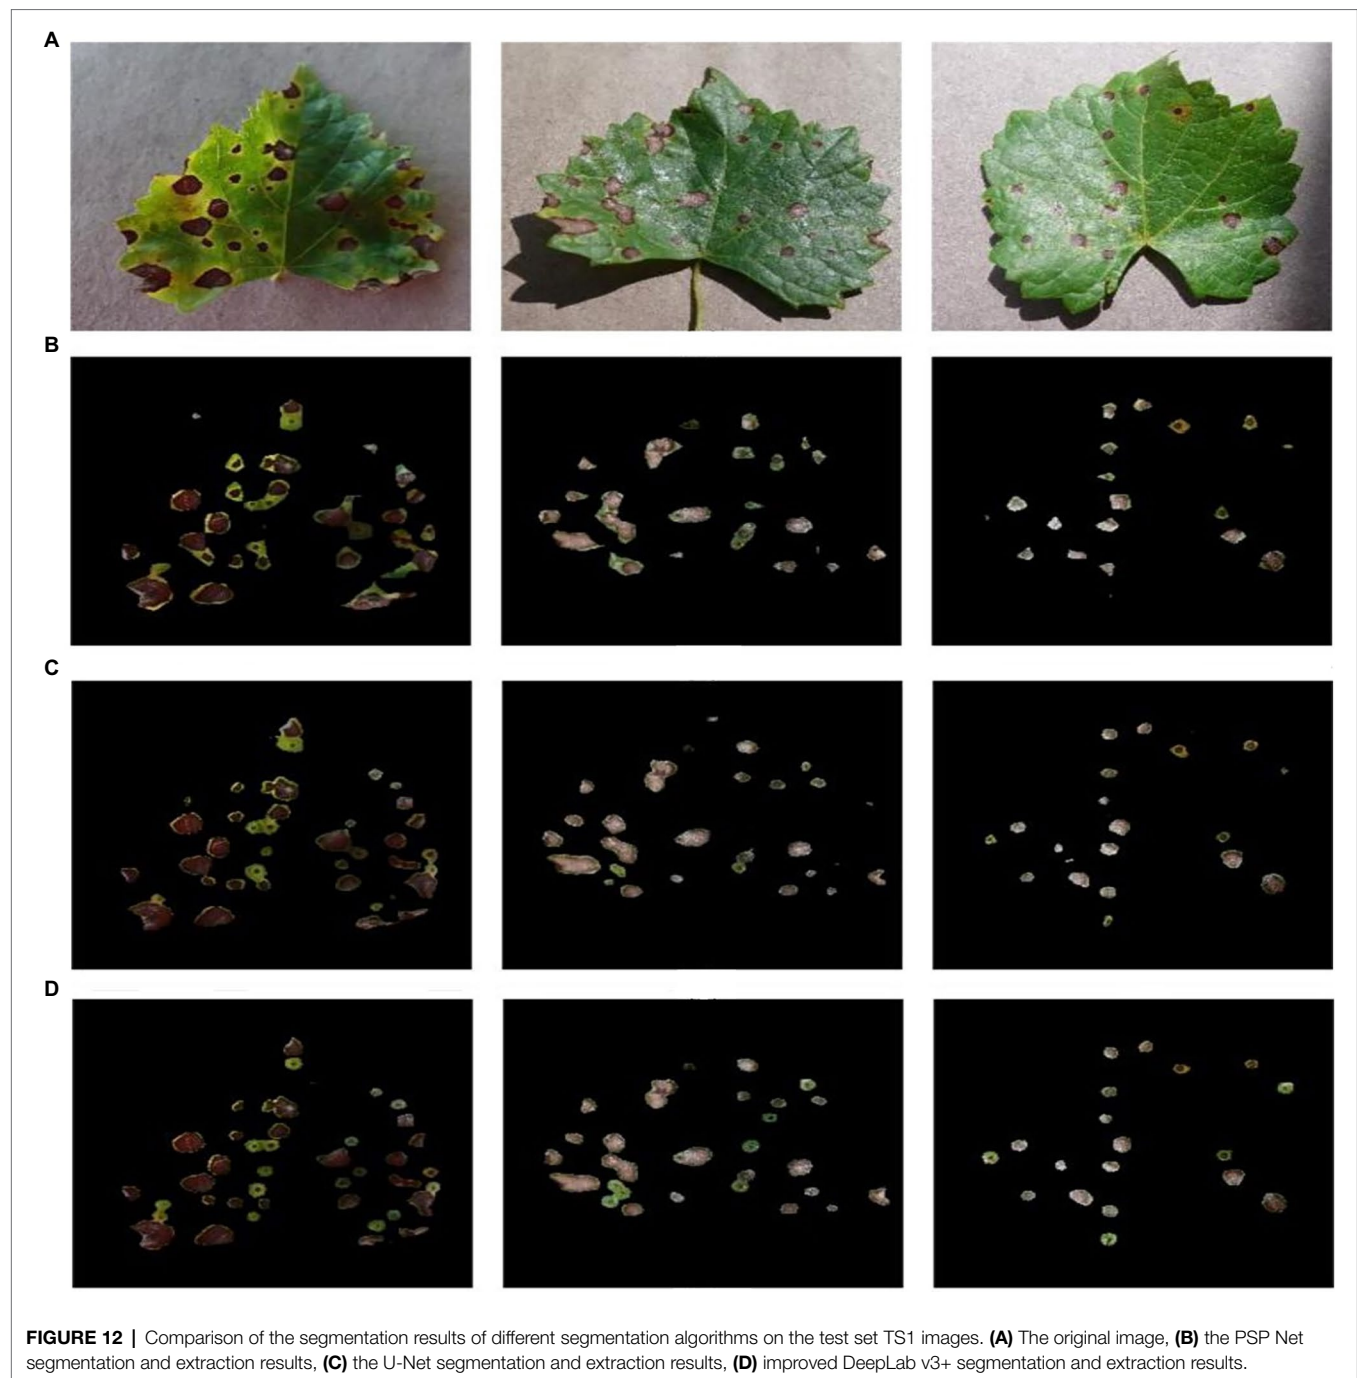 A
B
C
D
FIGURE 12 | Comparison of the segmentation results of different segmentation algorithms on the test set TS1 images. (A) The original image, (B) the PSP Net
segmentation and extraction results, (C) the U-Net segmentation and extraction results, (D) improved DeepLab v3+ segmentation and extraction results.